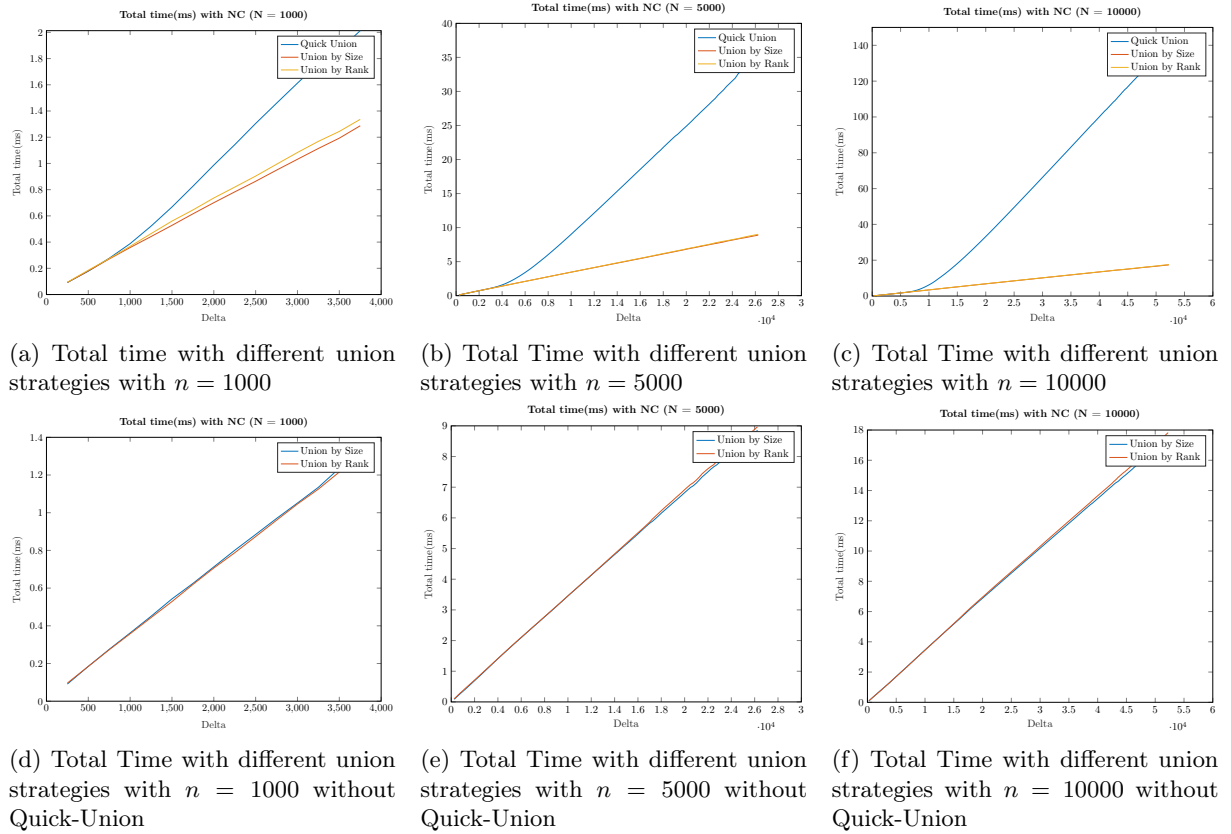 Total time(ms) with NC (N = 1000)
2
1.8
1.6
1.4
1.2
1
0.8
0.6
0.4
0.2
0
Total time(ms)
Quick Union
Union by Size
Union by Rank
0 500 1,000 1,500 2,000 2,500 3,000 3,500 4,000
Delta
(a) Total time with different union
strategies with n = 1000
Total Time(ms) with NC (N = 5000)
40
35
30
25
20
15
10
5
0
Total time(ms)
Quick Union
Union by Size
Union by Rank
0 0.2 0.4 0.6 0.8 1 1.2 1.4 1.6 1.8 2 2.2 2.4 2.6 2.8 3
Delta
·10⁴
(b) Total Time with different union
strategies with n = 5000
Total time(ms) with NC (N = 10000)
140
120
100
80
60
40
20
0
Total time(ms)
Quick Union
Union by Size
Union by Rank
0 0.5 1 1.5 2 2.5 3 3.5 4 4.5 5 5.5 6
Delta
·10⁴
(c) Total Time with different union
strategies with n = 10000
Total time(ms) with NC (N = 1000)
1.4
1.2
1
0.8
0.6
0.4
0.2
0
Total time(ms)
Union by Size
Union by Rank
0 500 1,000 1,500 2,000 2,500 3,000 3,500 4,000
Delta
(d) Total Time with different union
strategies with n = 1000 without
Quick-Union
Total time(ms) with NC (N = 5000)
9
8
7
6
5
4
3
2
1
0
Total time(ms)
Union by Size
Union by Rank
0 0.2 0.4 0.6 0.8 1 1.2 1.4 1.6 1.8 2 2.2 2.4 2.6 2.8 3
Delta
·10⁴
(e) Total Time with different union
strategies with n = 5000 without
Quick-Union
Total time(ms) with NC (N = 10000)
18
16
14
12
10
8
6
4
2
0
Total time(ms)
Union by Size
Union by Rank
0 0.5 1 1.5 2 2.5 3 3.5 4 4.5 5 5.5 6
Delta
·10⁴
(f) Total Time with different union
strategies with n = 10000 without
Quick-Union